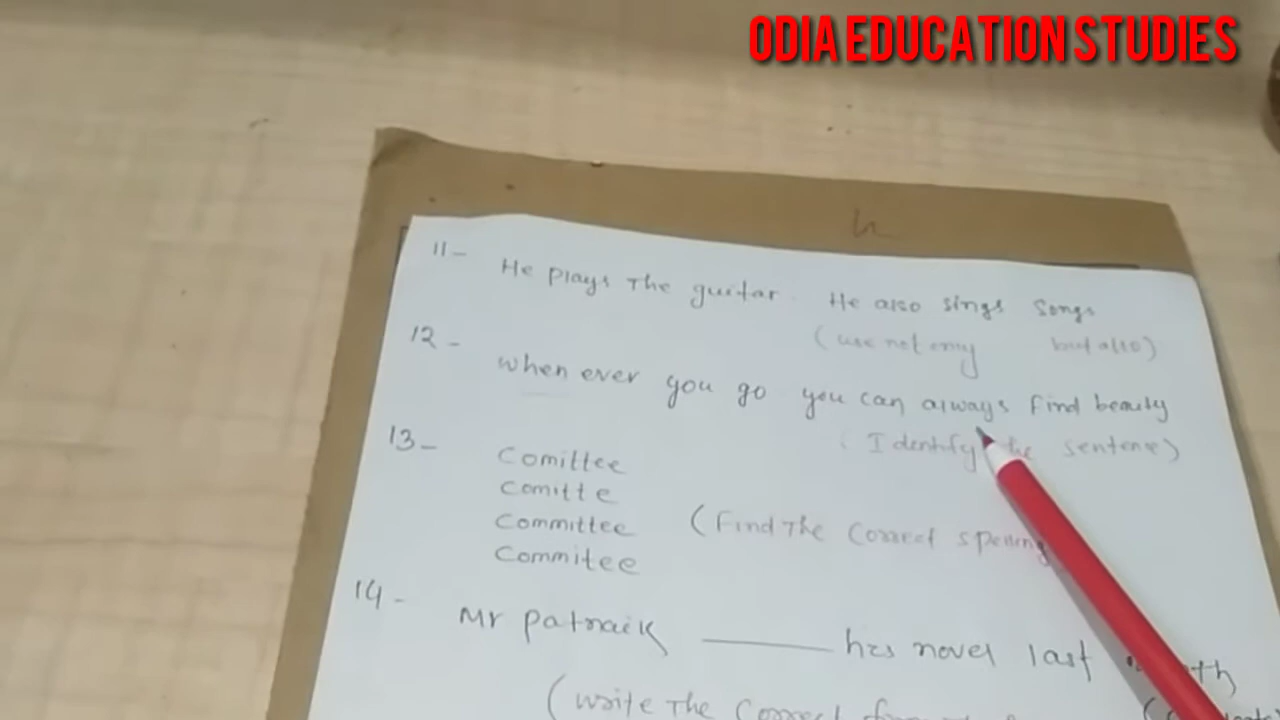 ODIA EDUCATION STUDIES
11- He plays The guitar. He also sings songs
(use not only but also)
12- when ever you go you can always find beauty
(Identify the sentence)
13- Comittee
Comitte
Committee (Find The Correct spelling
Commitee
14- Mr patnaik ______ his novel last
(write The Correct